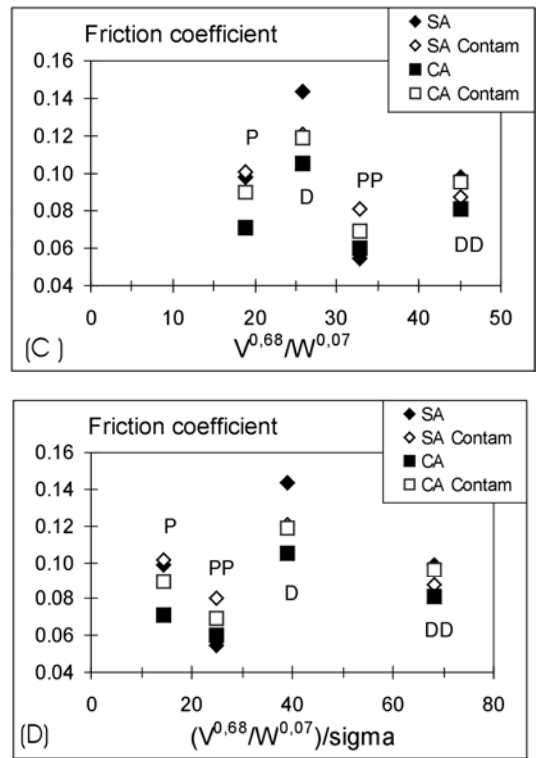 Friction coefficient
◆ SA
◇ SA Contam
■ CA
□ CA Contam
0.16
0.14
0.12
0.10
0.08
0.06
0.04
P
D
PP
DD
0 10 20 30 40 50
(C) V^0,68/W^0,07
Friction coefficient
◆ SA
◇ SA Contam
■ CA
□ CA Contam
0.16
0.14
0.12
0.10
0.08
0.06
0.04
P
PP
D
DD
0 20 40 60 80
(D) (V^0,68/W^0,07)/sigma